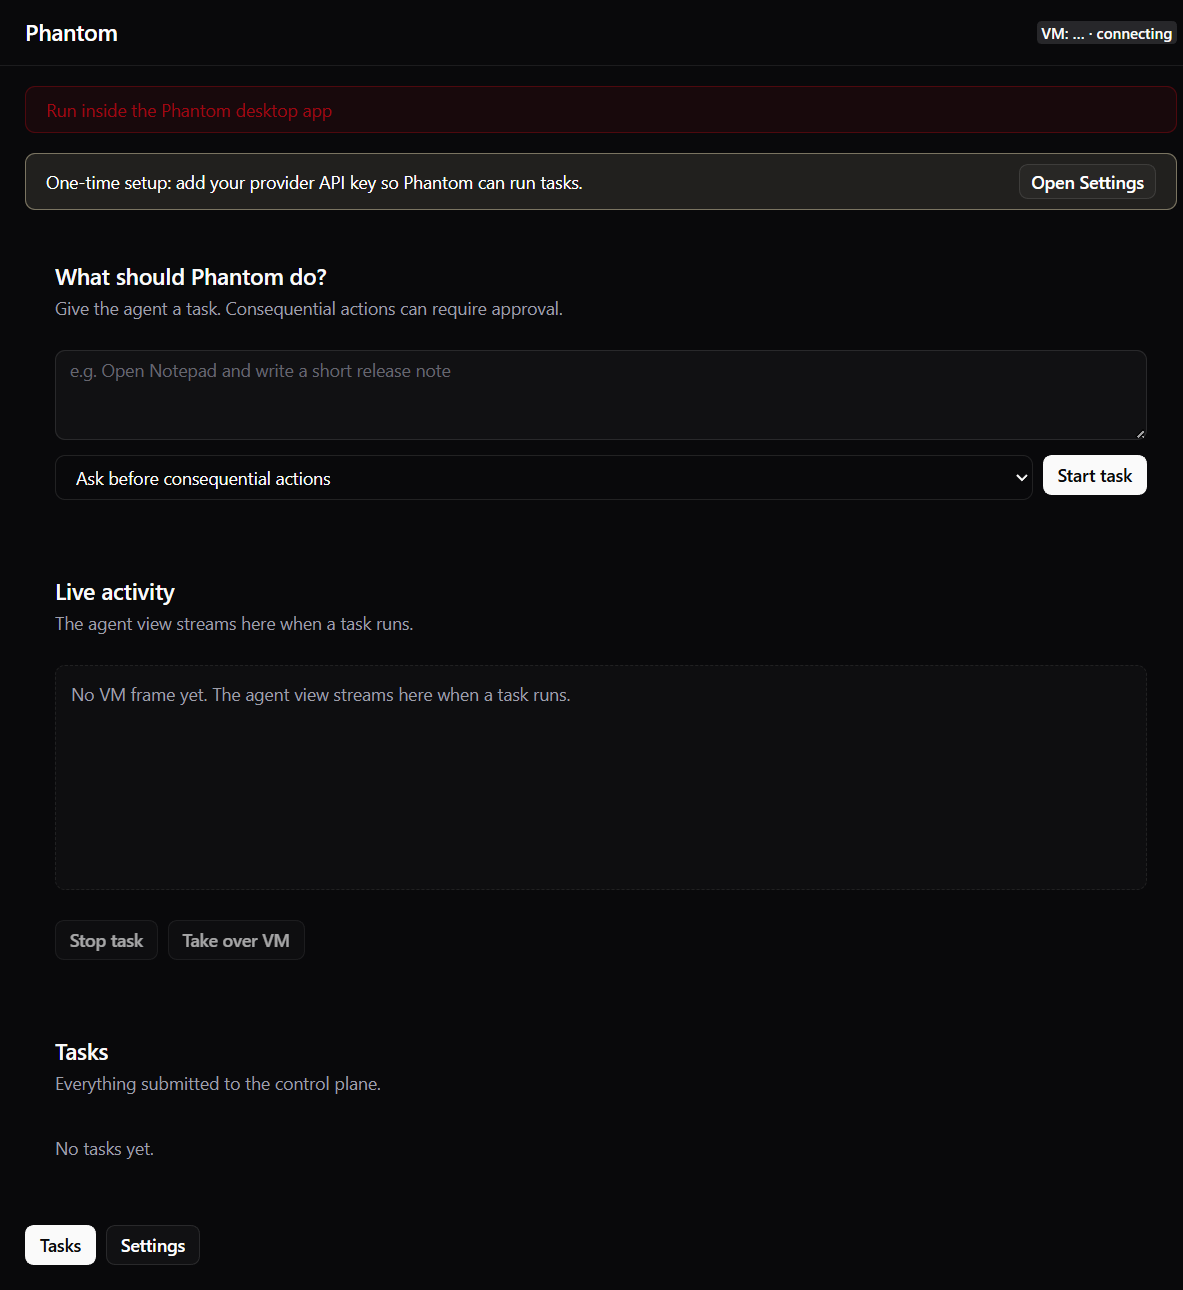 Phantom
VM: ... · connecting
Run inside the Phantom desktop app
One-time setup: add your provider API key so Phantom can run tasks.
Open Settings
What should Phantom do?
Give the agent a task. Consequential actions can require approval.
e.g. Open Notepad and write a short release note
Ask before consequential actions
Start task
Live activity
The agent view streams here when a task runs.
No VM frame yet. The agent view streams here when a task runs.
Stop task
Take over VM
Tasks
Everything submitted to the control plane.
No tasks yet.
Tasks
Settings